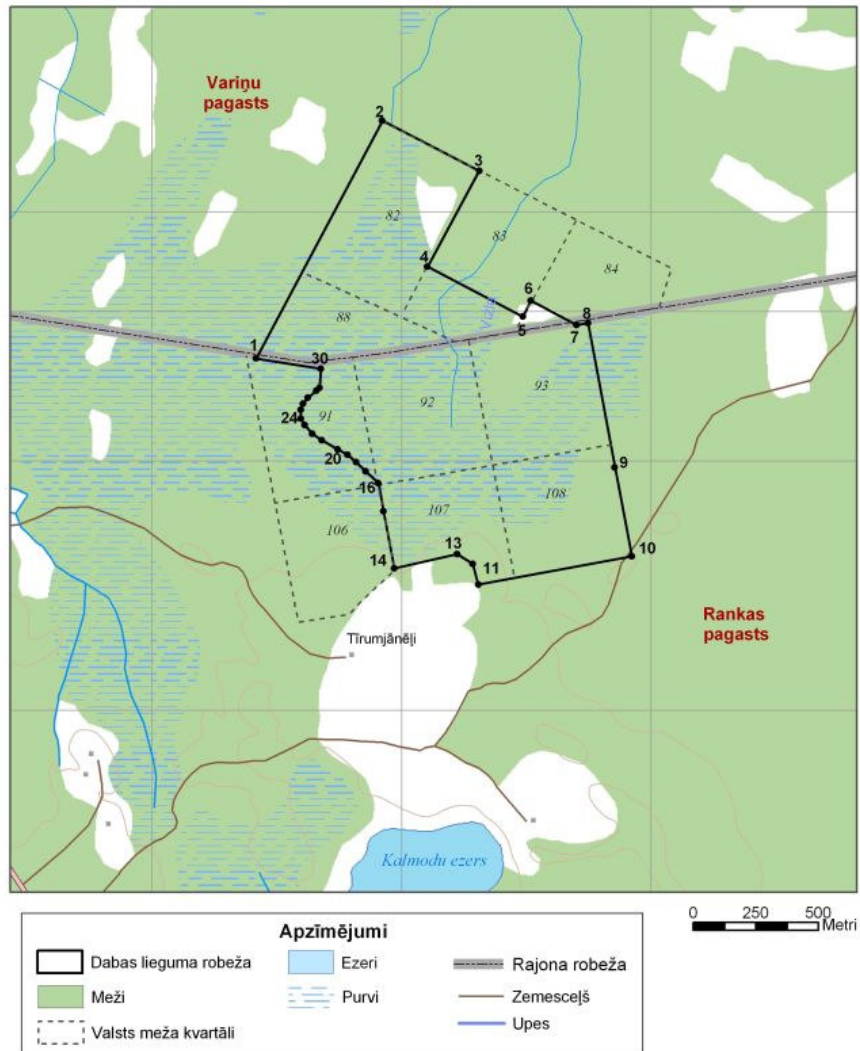 Variņu
pagasts
2
3
82
83
4
84
6
5
Vizla
7
8
88
1
30
93
92
24
91
20
9
16
108
107
106
13
10
14
11
Rankas
pagasts
Tīrumjānēļi
Kalmodu ezers
Apzīmējumi
Dabas lieguma robeža
Meži
Valsts meža kvartāli
Ezeri
Purvi
Rajona robeža
Zemesceļš
Upes
0 250 500
Metri